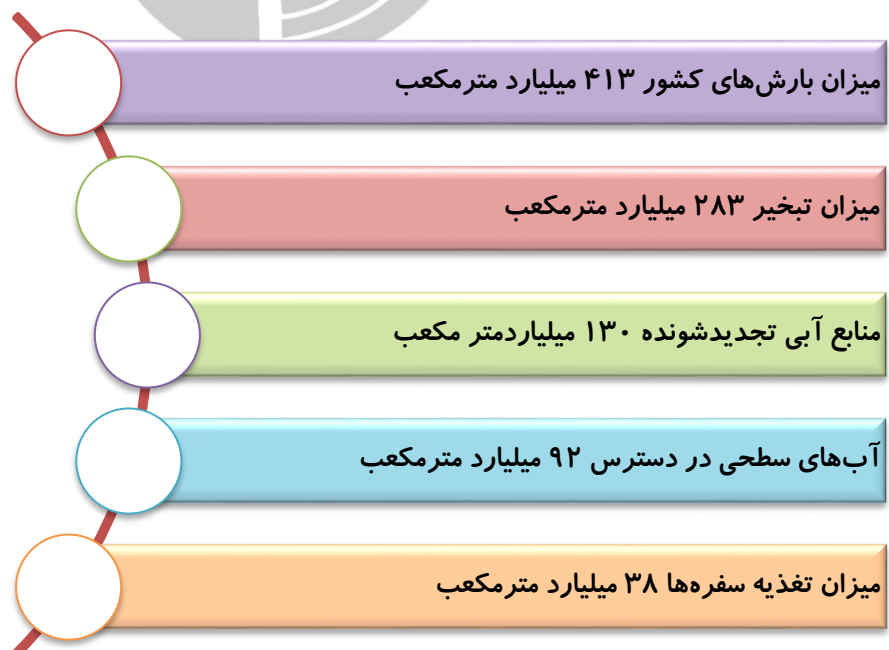 میزان بارش‌های کشور ۴۱۳ میلیارد مترمکعب
میزان تبخیر ۲۸۳ میلیارد مترمکعب
منابع آبی تجدیدشونده ۱۳۰ میلیاردمتر مکعب
آب‌های سطحی در دسترس ۹۲ میلیارد مترمکعب
میزان تغذیه سفره‌ها ۳۸ میلیارد مترمکعب